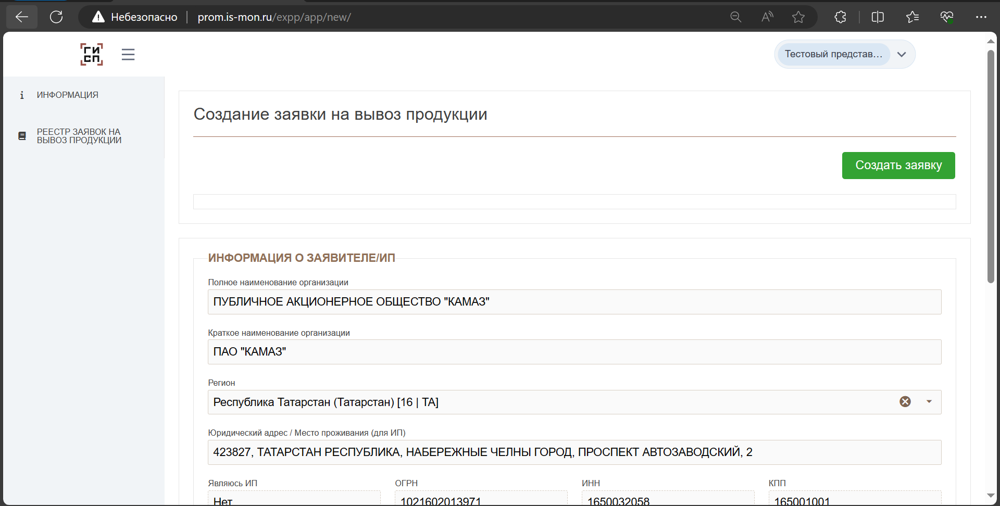 Небезопасно
prom.is-mon.ru/expp/app/new/
ГИ
СП
Тестовый представ...
ИНФОРМАЦИЯ
РЕЕСТР ЗАЯВОК НА
ВЫВОЗ ПРОДУКЦИИ
Создание заявки на вывоз продукции
Создать заявку
ИНФОРМАЦИЯ О ЗАЯВИТЕЛЕ/ИП
Полное наименование организации
ПУБЛИЧНОЕ АКЦИОНЕРНОЕ ОБЩЕСТВО "КАМАЗ"
Краткое наименование организации
ПАО "КАМАЗ"
Регион
Республика Татарстан (Татарстан) [16 | ТА]
Юридический адрес / Место проживания (для ИП)
423827, ТАТАРСТАН РЕСПУБЛИКА, НАБЕРЕЖНЫЕ ЧЕЛНЫ ГОРОД, ПРОСПЕКТ АВТОЗАВОДСКИЙ, 2
Являюсь ИП
ОГРН
ИНН
КПП
Нет
1021602013971
1650032058
165001001